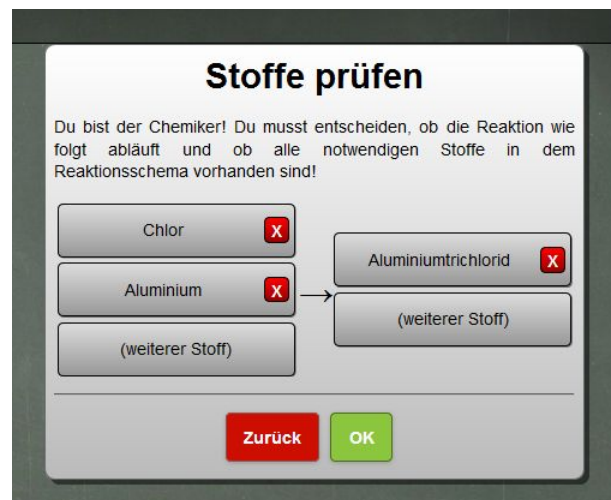 Stoffe prüfen
Du bist der Chemiker! Du musst entscheiden, ob die Reaktion wie
folgt abläuft und ob alle notwendigen Stoffe in dem
Reaktionsschema vorhanden sind!
Chlor X
Aluminium X
(weiterer Stoff)
→
Aluminiumtrichlorid X
(weiterer Stoff)
Zurück OK